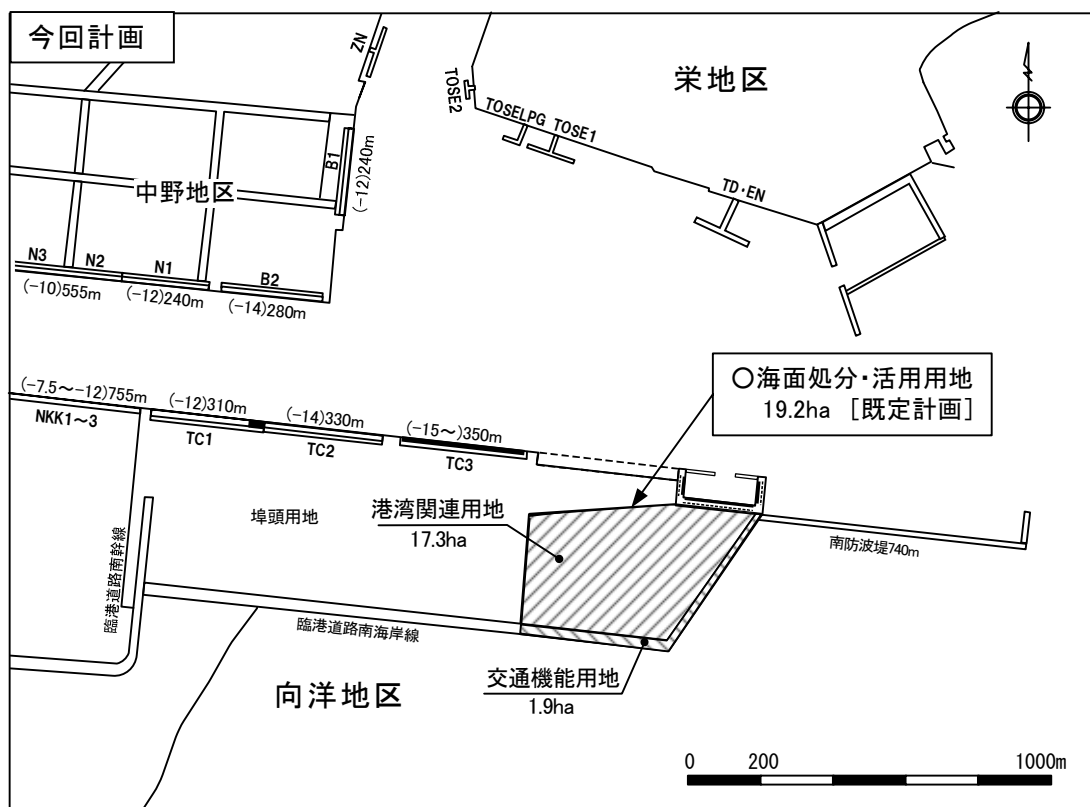 今回計画
栄地区
ZN
TOSE2
TOSELPG TOSE1
TD・EN
B1
(-12)240m
中野地区
N3
N2
N1
B2
(-10)555m
(-12)240m
(-14)280m
○海面処分・活用用地
19.2ha [既定計画]
(-7.5~-12)755m
(-12)310m
(-14)330m
(-15~)350m
NKK1~3
TC1
TC2
TC3
埠頭用地
港湾関連用地
17.3ha
南防波堤740m
臨港道路南幹線
臨港道路南海岸線
交通機能用地
1.9ha
向洋地区
0 200 1000m